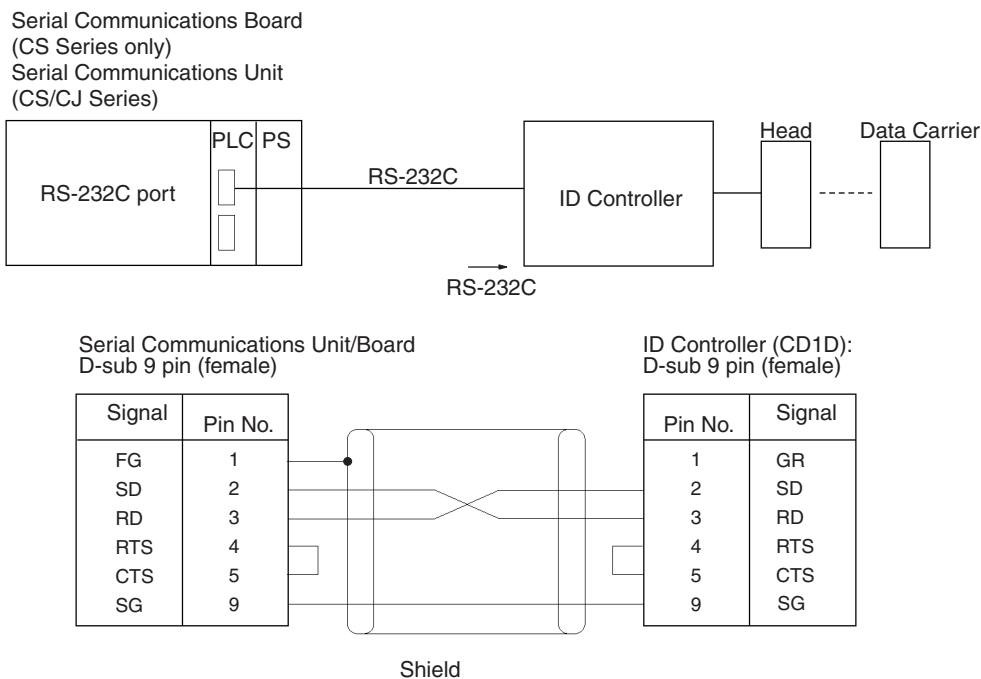 Serial Communications Board
(CS Series only)
Serial Communications Unit
(CS/CJ Series)
PLC PS
Head Data Carrier
RS-232C port
RS-232C
ID Controller
RS-232C
Serial Communications Unit/Board
D-sub 9 pin (female)
ID Controller (CD1D):
D-sub 9 pin (female)
Signal Pin No.
FG 1
SD 2
RD 3
RTS 4
CTS 5
SG 9
Pin No. Signal
1 GR
2 SD
3 RD
4 RTS
5 CTS
9 SG
Shield